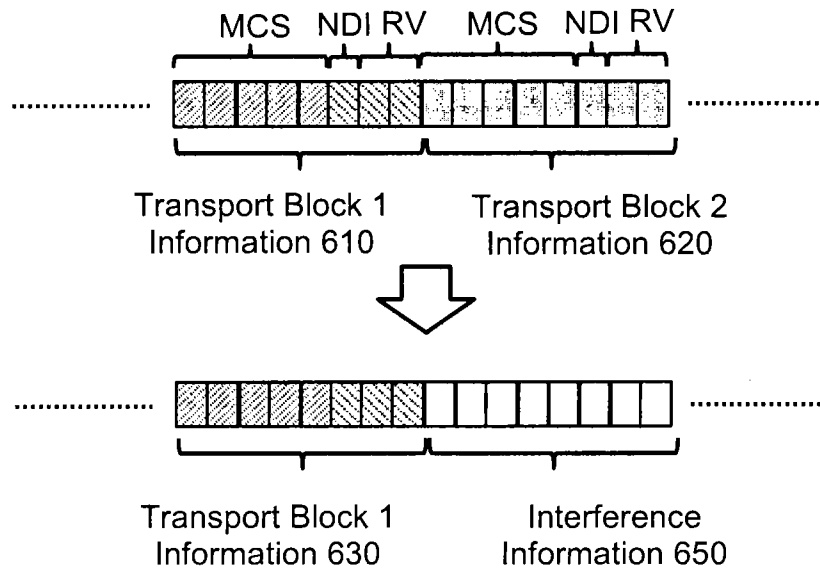 MCS NDI RV MCS NDI RV
Transport Block 1 Transport Block 2
Information 610 Information 620
Transport Block 1 Interference
Information 630 Information 650